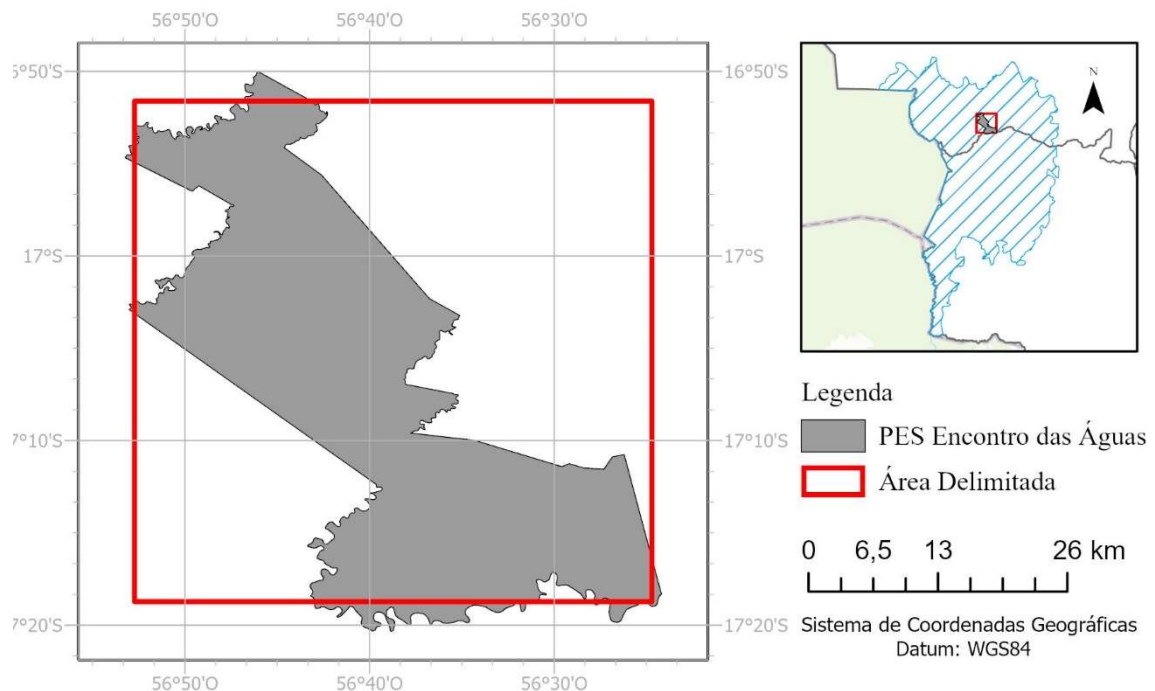 56°50'O 56°40'O 56°30'O
5°50'S 16°50'S
N
17°S 17°S
7°10'S 17°10'S
7°20'S 17°20'S
56°50'O 56°40'O 56°30'O
Legenda
PES Encontro das Águas
Área Delimitada
0 6,5 13 26 km
Sistema de Coordenadas Geográficas
Datum: WGS84